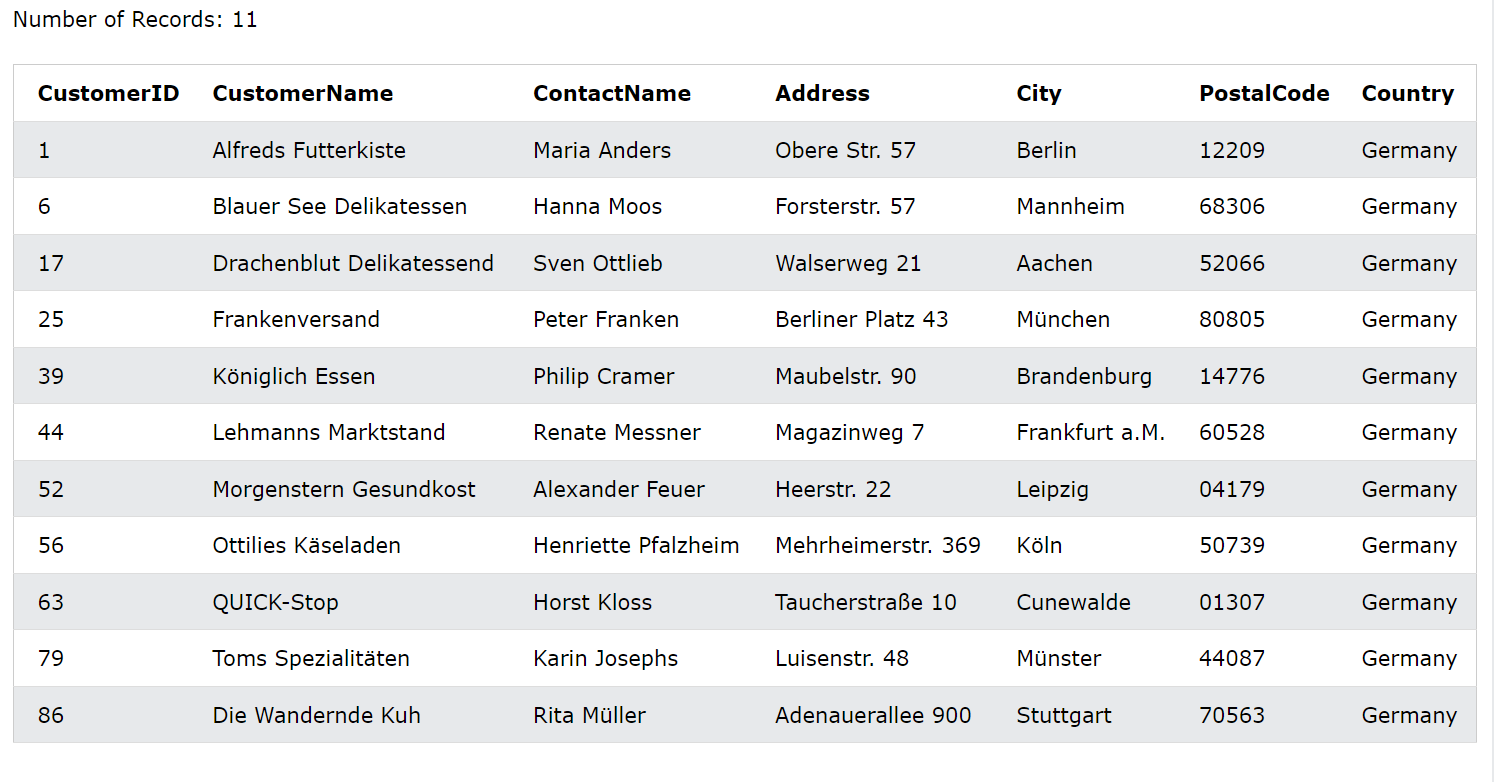 Number of Records: 11
CustomerID CustomerName ContactName Address City PostalCode Country
1 Alfreds Futterkiste Maria Anders Obere Str. 57 Berlin 12209 Germany
6 Blauer See Delikatessen Hanna Moos Forsterstr. 57 Mannheim 68306 Germany
17 Drachenblut Delikatessend Sven Ottlieb Walserweg 21 Aachen 52066 Germany
25 Frankenversand Peter Franken Berliner Platz 43 München 80805 Germany
39 Königlich Essen Philip Cramer Maubelstr. 90 Brandenburg 14776 Germany
44 Lehmanns Marktstand Renate Messner Magazinweg 7 Frankfurt a.M. 60528 Germany
52 Morgenstern Gesundkost Alexander Feuer Heerstr. 22 Leipzig 04179 Germany
56 Ottilies Käseladen Henriette Pfalzheim Mehrheimerstr. 369 Köln 50739 Germany
63 QUICK-Stop Horst Kloss Taucherstraße 10 Cunewalde 01307 Germany
79 Toms Spezialitäten Karin Josephs Luisenstr. 48 Münster 44087 Germany
86 Die Wandernde Kuh Rita Müller Adenauerallee 900 Stuttgart 70563 Germany